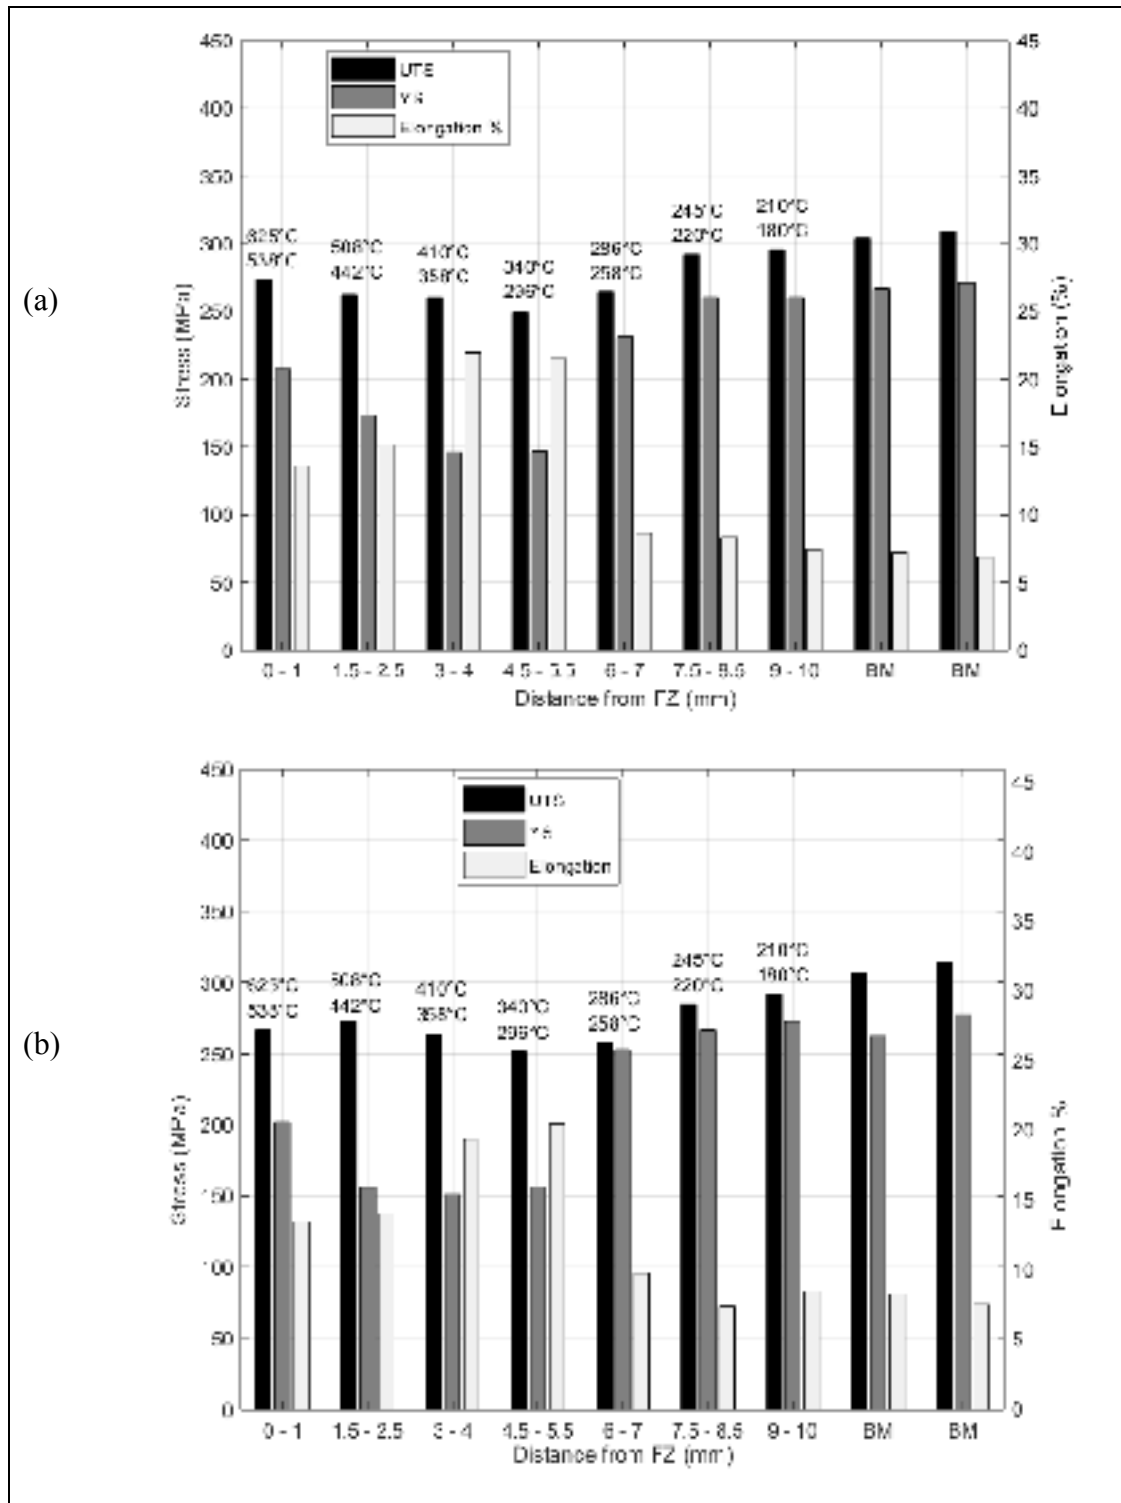 (a)
450
400
350
300
250
200
150
100
50
0
Stress (MPa)
UTS
YS
Elongation %
625°C
538°C
508°C
442°C
410°C
358°C
340°C
296°C
286°C
258°C
245°C
220°C
210°C
180°C
45
40
35
30
25
20
15
10
5
0
Elongation (%)
0 - 1 1.5 - 2.5 3 - 4 4.5 - 5.5 6 - 7 7.5 - 8.5 9 - 10 BM BM
Distance from FZ (mm)
(b)
450
400
350
300
250
200
150
100
50
0
Stress (MPa)
UTS
YS
Elongation
625°C
538°C
508°C
442°C
410°C
358°C
340°C
296°C
286°C
258°C
245°C
220°C
210°C
180°C
45
40
35
30
25
20
15
10
5
0
Elongation %
0 - 1 1.5 - 2.5 3 - 4 4.5 - 5.5 6 - 7 7.5 - 8.5 9 - 10 BM BM
Distance from FZ (mm)